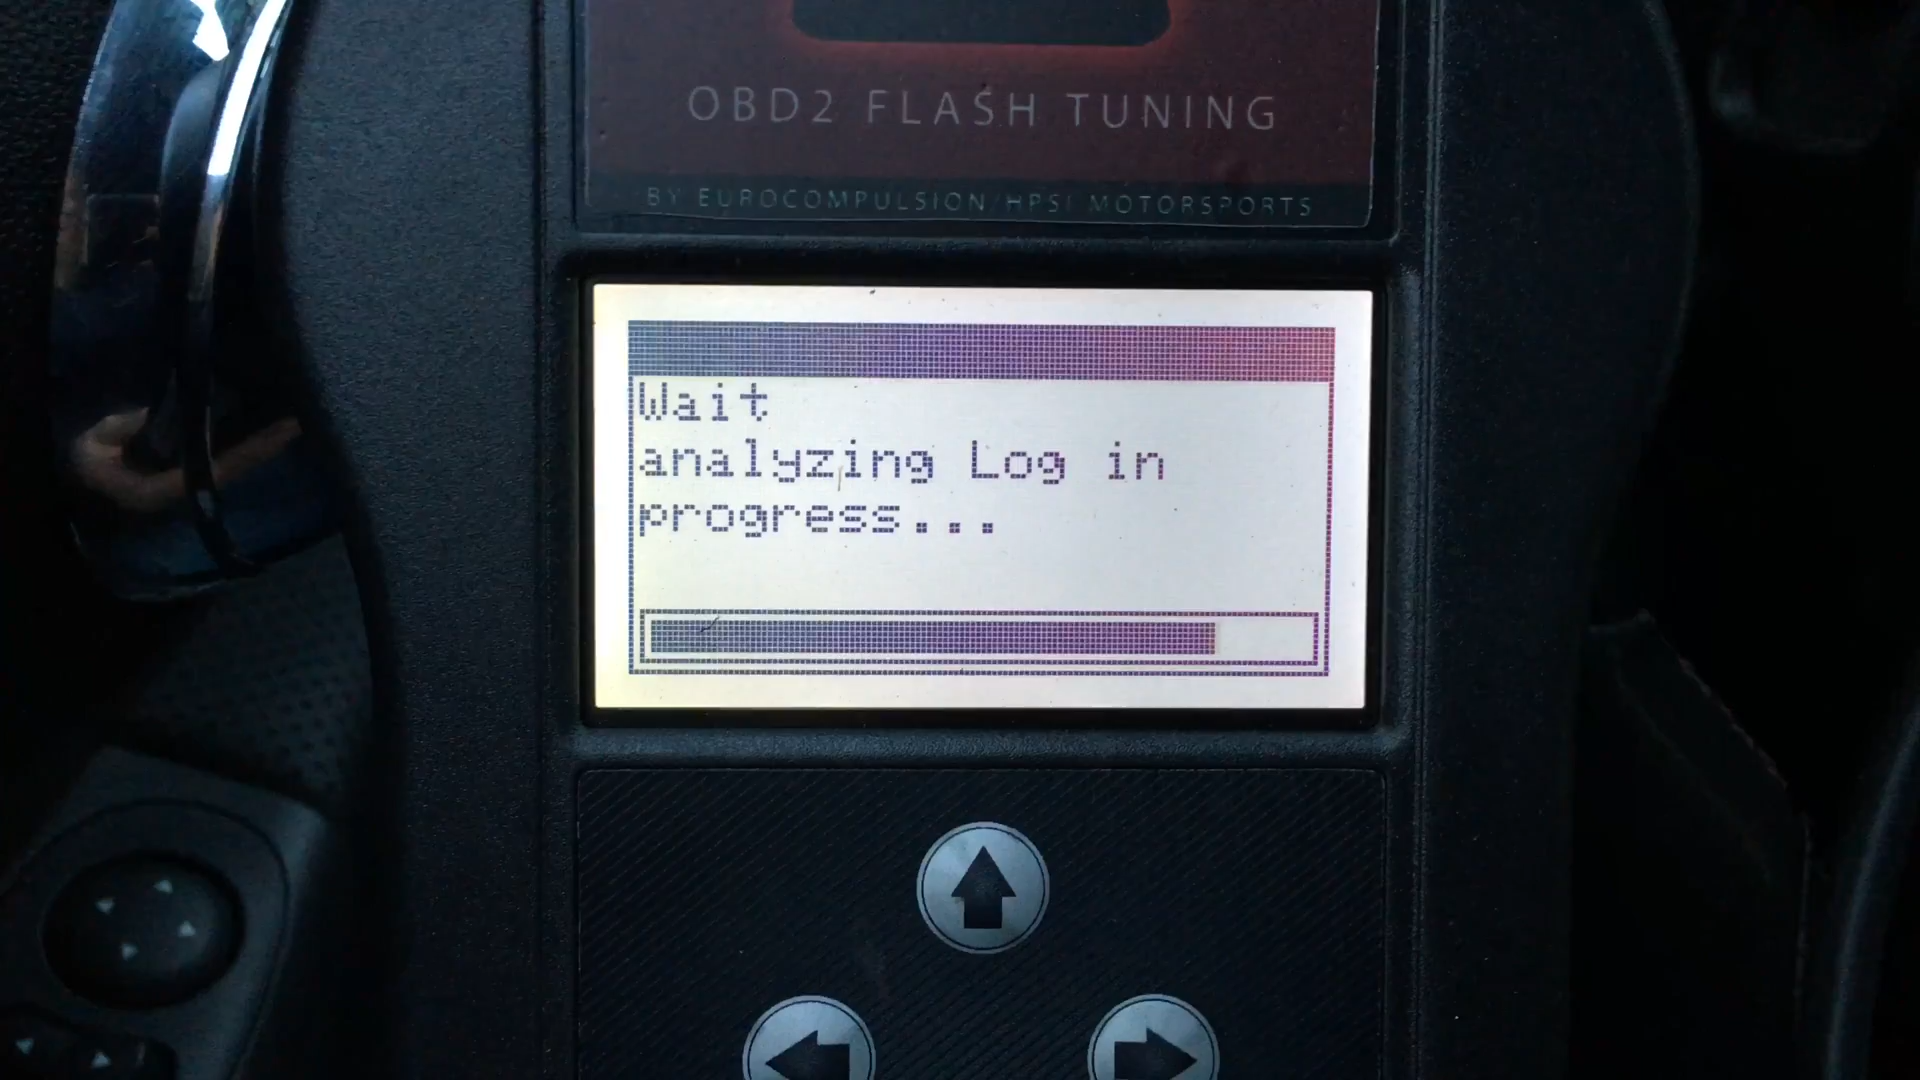 OBD2 FLASH TUNING
BY EUROCOMPULSION/HPSI MOTORSPORTS
Wait
analyzing Log in
progress...